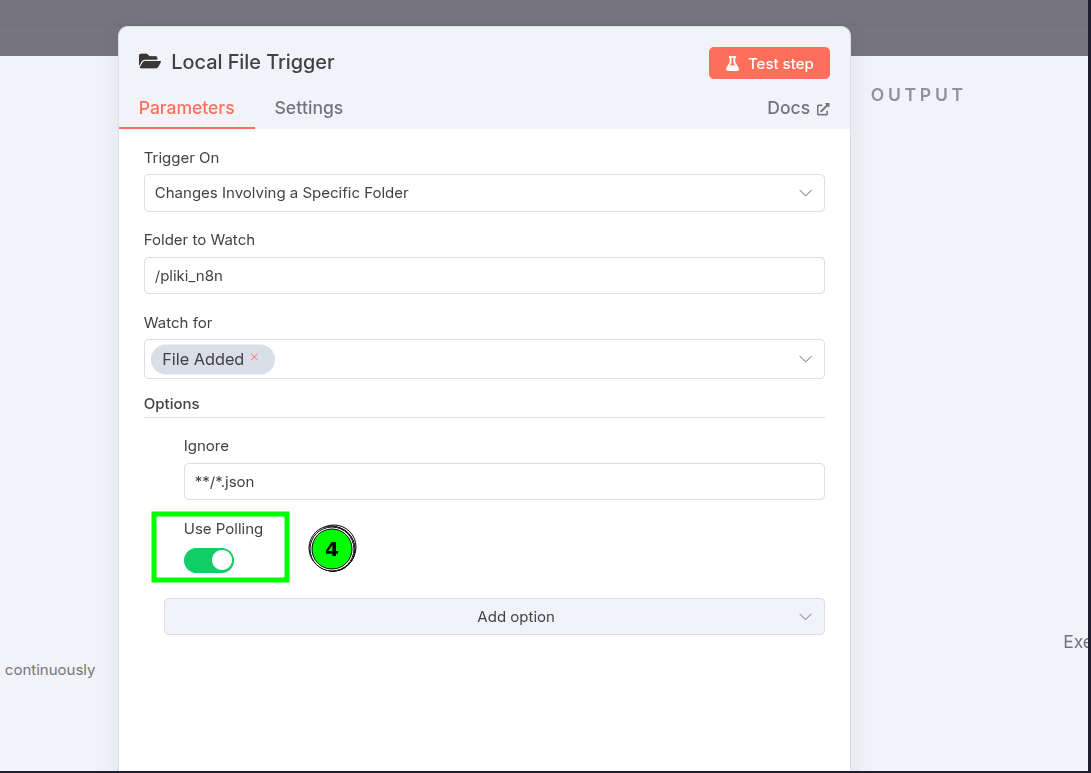 Local File Trigger
Test step
Parameters
Settings
Docs
OUTPUT
Trigger On
Changes Involving a Specific Folder
Folder to Watch
/pliki_n8n
Watch for
File Added
Options
Ignore
**/*.json
Use Polling
4
Add option
Exe
continuously